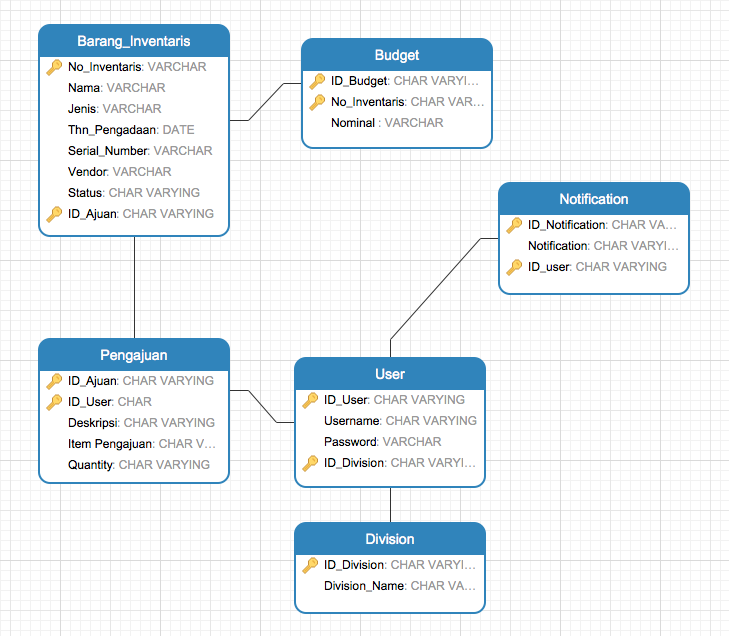 Barang_Inventaris
No_Inventaris: VARCHAR
Nama: VARCHAR
Jenis: VARCHAR
Thn_Pengadaan: DATE
Serial_Number: VARCHAR
Vendor: VARCHAR
Status: CHAR VARYING
ID_Ajuan: CHAR VARYING
Budget
ID_Budget: CHAR VARYI...
No_Inventaris: CHAR VAR...
Nominal : VARCHAR
Notification
ID_Notification: CHAR VA...
Notification: CHAR VARYI...
ID_user: CHAR VARYING
Pengajuan
ID_Ajuan: CHAR VARYING
ID_User: CHAR
Deskripsi: CHAR VARYING
Item Pengajuan: CHAR V...
Quantity: CHAR VARYING
User
ID_User: CHAR VARYING
Username: CHAR VARYING
Password: VARCHAR
ID_Division: CHAR VARYI...
Division
ID_Division: CHAR VARYI...
Division_Name: CHAR VA...